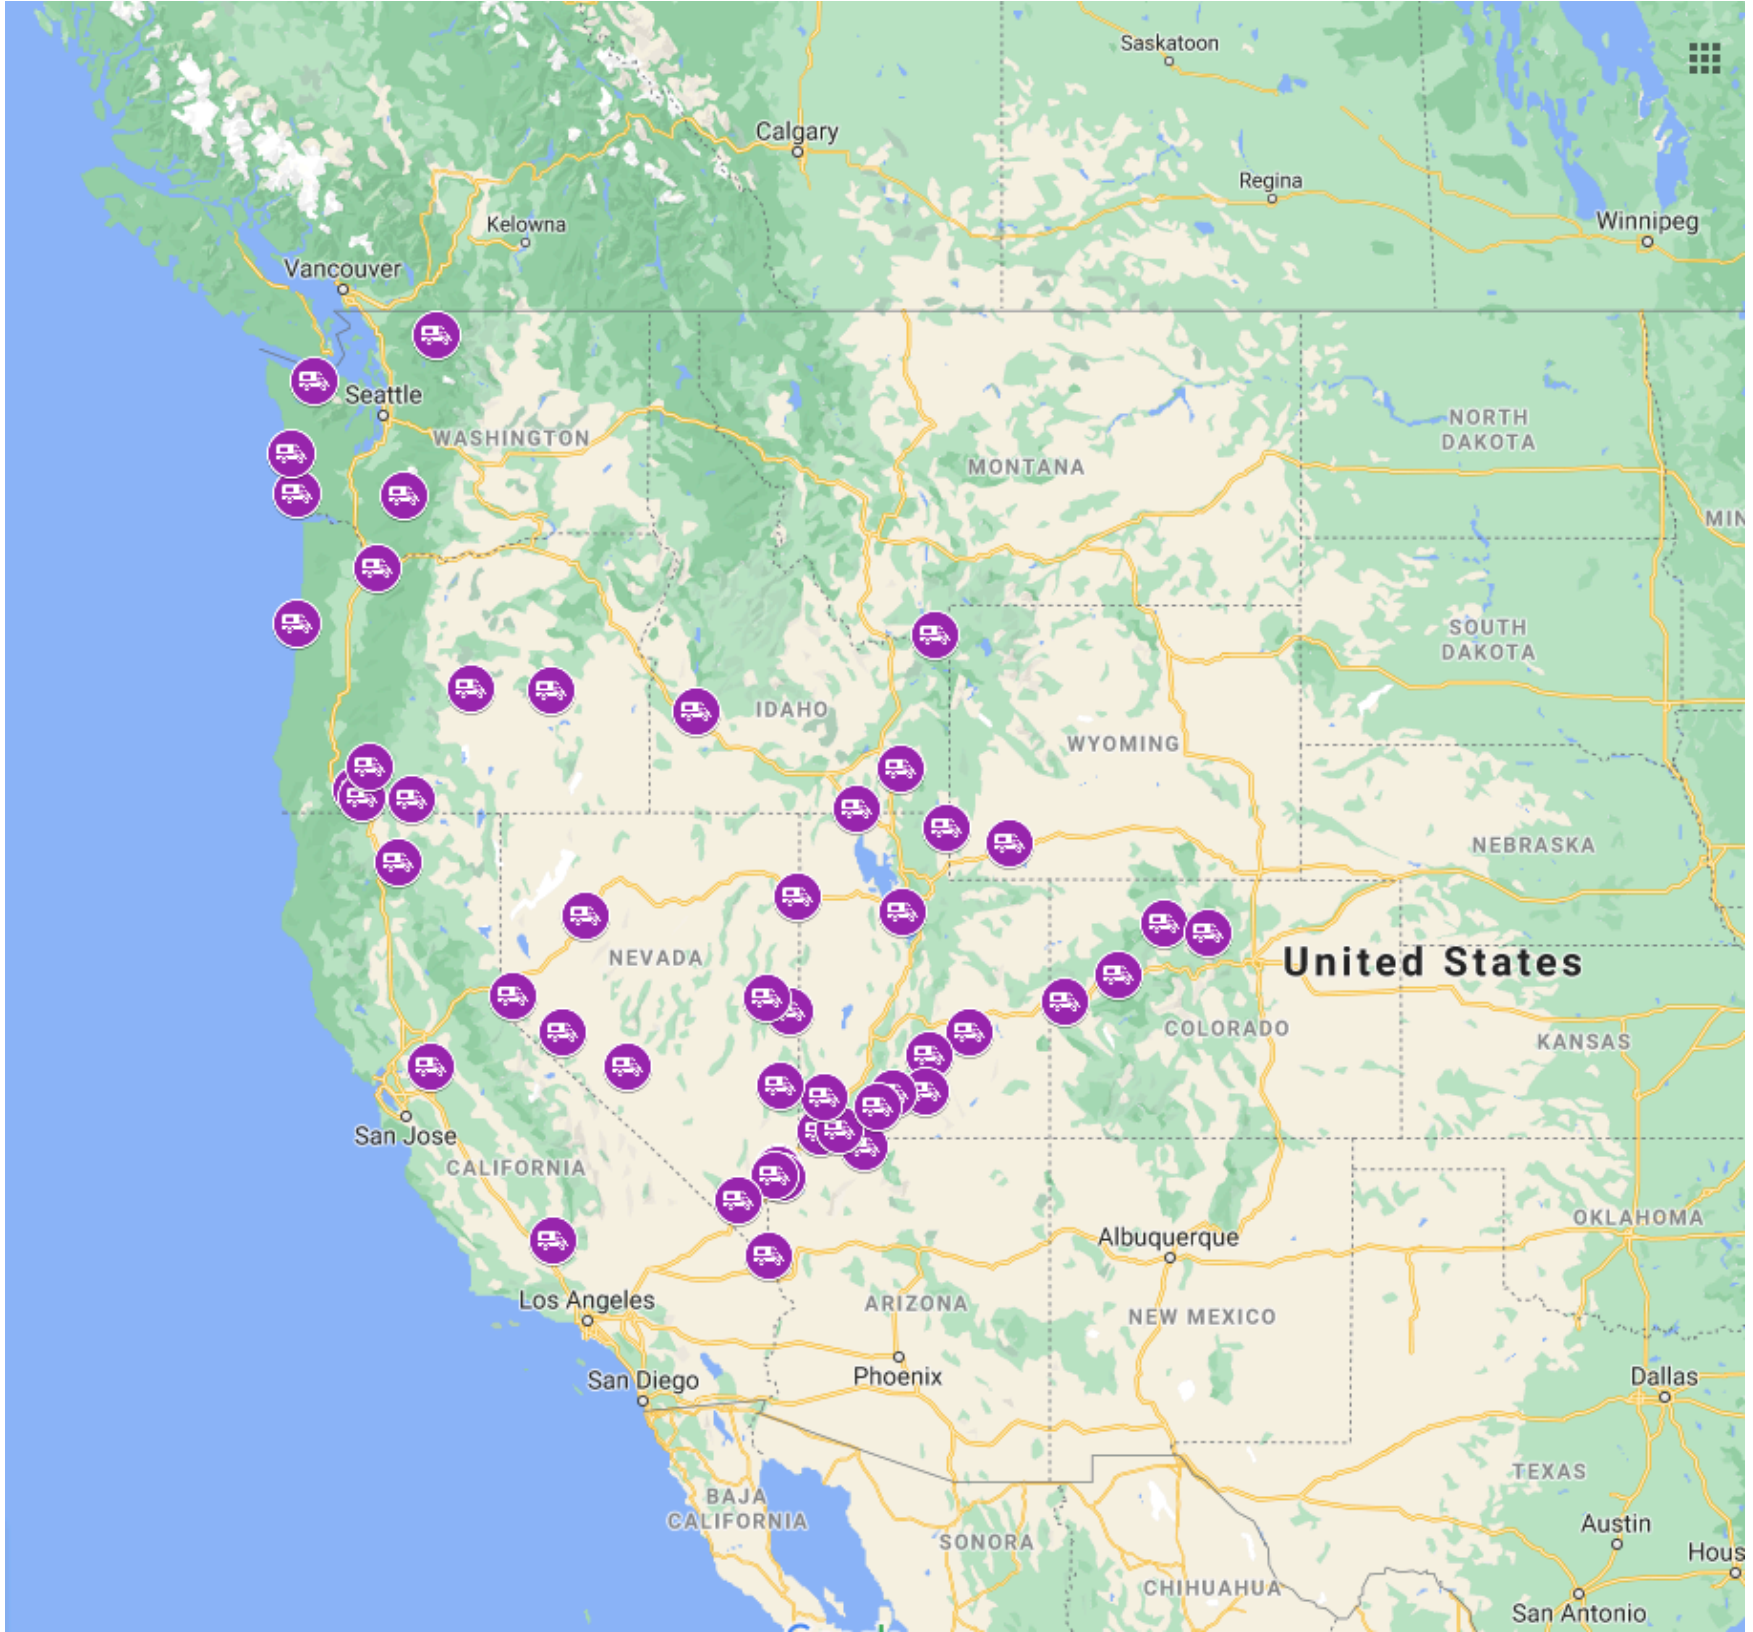 Saskatoon
Calgary
Regina
Winnipeg
Kelowna
Vancouver
Seattle
WASHINGTON
NORTH
DAKOTA
MONTANA
MIN
SOUTH
DAKOTA
IDAHO
WYOMING
NEBRASKA
NEVADA
United States
COLORADO
KANSAS
San Jose
CALIFORNIA
OKLAHOMA
Albuquerque
Los Angeles
ARIZONA
NEW MEXICO
San Diego
Phoenix
Dallas
TEXAS
BAJA
CALIFORNIA
Austin
SONORA
Hous
CHIHUAHUA
San Antonio